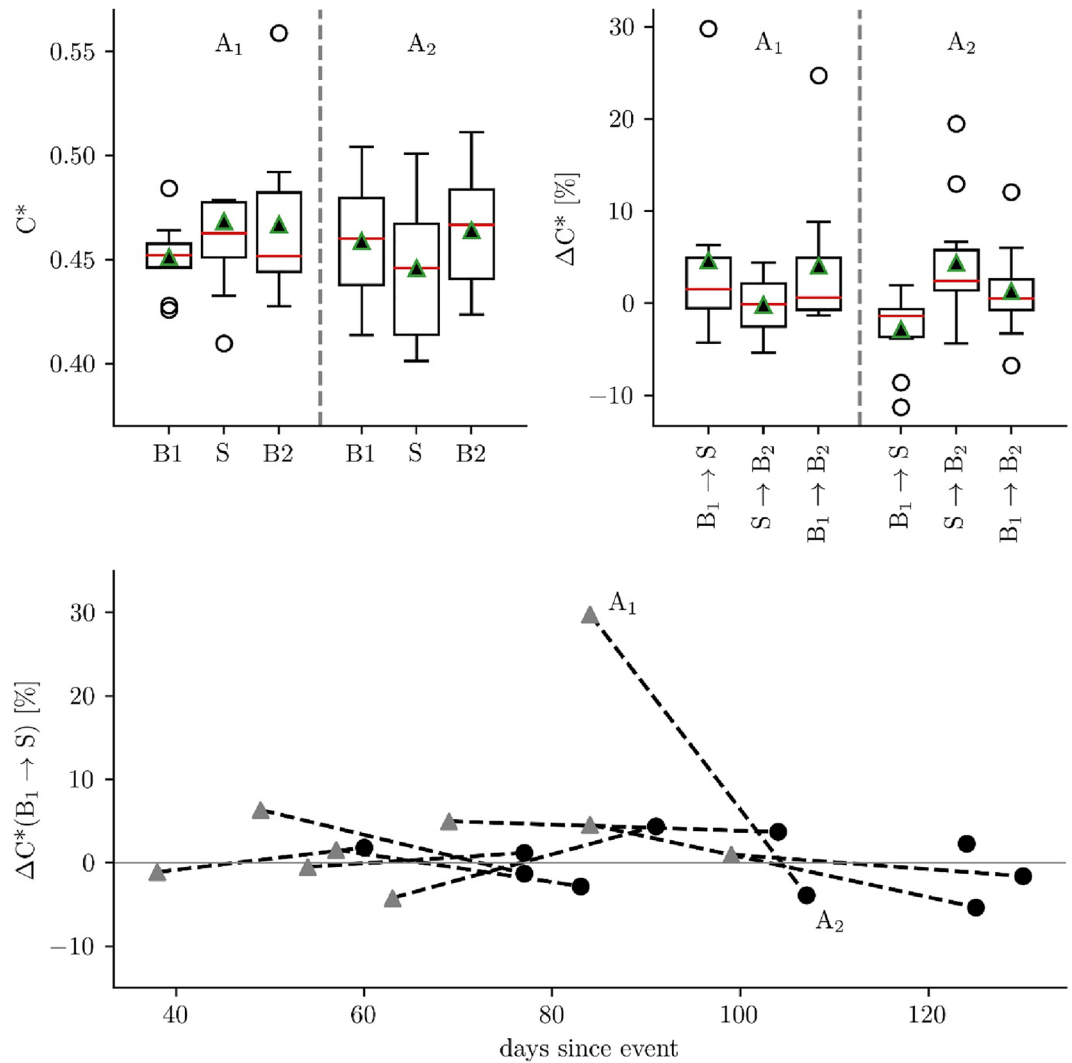 C*
0.55
0.50
0.45
0.40
A₁
A₂
B1
S
B2
B1
S
B2
ΔC* [%]
30
20
10
0
−10
A₁
A₂
B₁ → S
S → B₂
B₁ → B₂
B₁ → S
S → B₂
B₁ → B₂
ΔC*(B₁ → S) [%]
30
20
10
0
−10
A₁
A₂
40
60
80
100
120
days since event